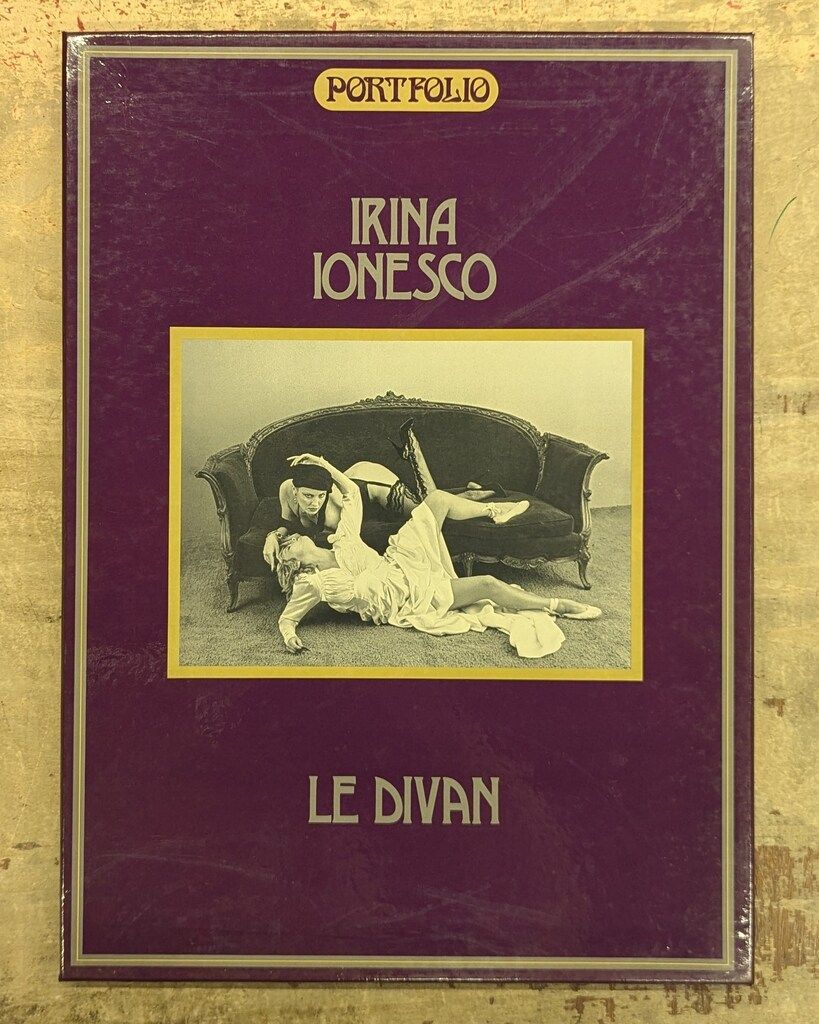 PORTFOLIO
IRINA
IONESCO
LE DIVAN